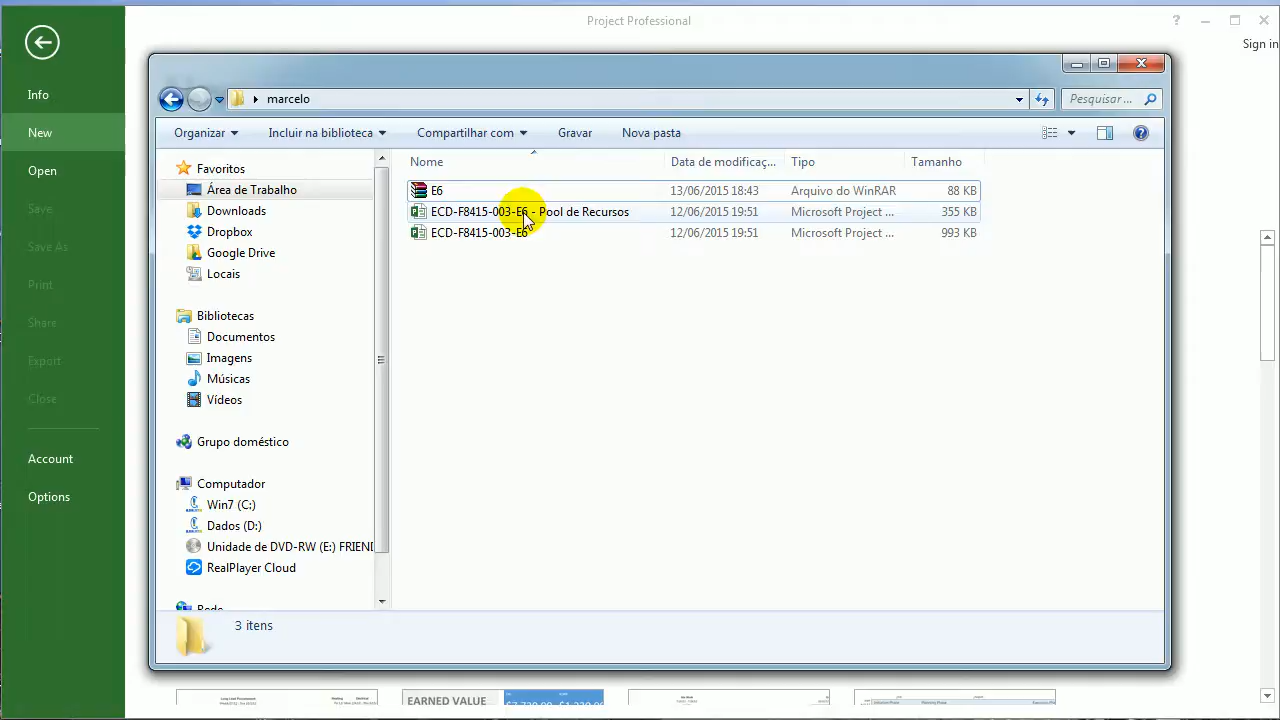 Project Professional
Sign in
Info
New
Open
Save
Save As
Print
Share
Export
Close
Account
Options
marcelo
Pesquisar ...
Organizar
Incluir na biblioteca
Compartilhar com
Gravar
Nova pasta
Favoritos
Área de Trabalho
Downloads
Dropbox
Google Drive
Locais
Bibliotecas
Documentos
Imagens
Músicas
Vídeos
Grupo doméstico
Computador
Win7 (C:)
Dados (D:)
Unidade de DVD-RW (E:) FRIEND
RealPlayer Cloud
Rede
Nome Data de modificaç... Tipo Tamanho
E6 13/06/2015 18:43 Arquivo do WinRAR 88 KB
ECD-F8415-003-E6 - Pool de Recursos 12/06/2015 19:51 Microsoft Project ... 355 KB
ECD-F8415-003-E6 12/06/2015 19:51 Microsoft Project ... 993 KB
3 itens
EARNED VALUE